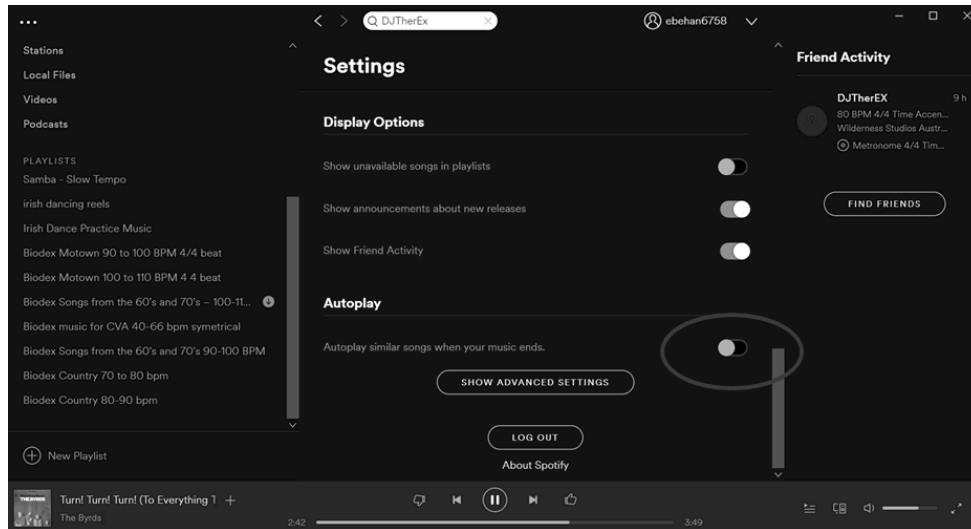 DJTherEx
ebehan6758
Stations
Local Files
Videos
Podcasts
PLAYLISTS
Samba - Slow Tempo
irish dancing reels
Irish Dance Practice Music
Biodex Motown 90 to 100 BPM 4/4 beat
Biodex Motown 100 to 110 BPM 4 4 beat
Biodex Songs from the 60's and 70's – 100-11...
Biodex music for CVA 40-66 bpm symetrical
Biodex Songs from the 60's and 70's 90-100 BPM
Biodex Country 70 to 80 bpm
Biodex Country 80-90 bpm
New Playlist
Settings
Display Options
Show unavailable songs in playlists
Show announcements about new releases
Show Friend Activity
Autoplay
Autoplay similar songs when your music ends.
SHOW ADVANCED SETTINGS
LOG OUT
About Spotify
Friend Activity
DJTherEX 9 h
80 BPM 4/4 Time Accen...
Wilderness Studios Austr...
Metronome 4/4 Tim...
FIND FRIENDS
Turn! Turn! Turn! (To Everything T
The Byrds
2:42
3:49